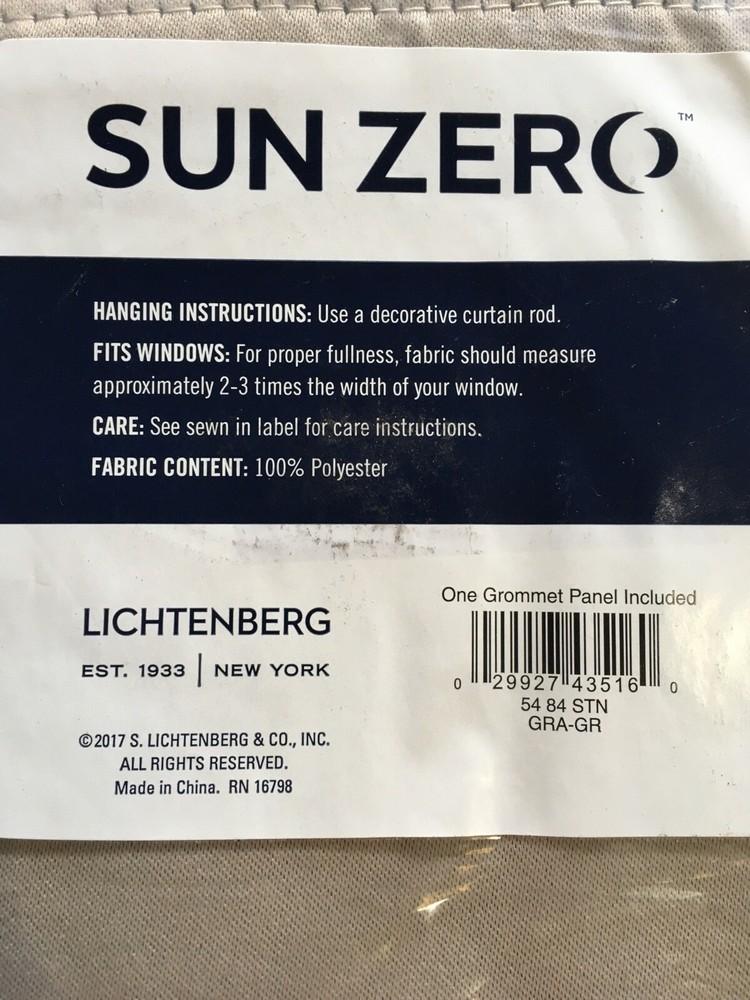 SUN ZERO™
HANGING INSTRUCTIONS: Use a decorative curtain rod.
FITS WINDOWS: For proper fullness, fabric should measure
approximately 2-3 times the width of your window.
CARE: See sewn in label for care instructions.
FABRIC CONTENT: 100% Polyester
LICHTENBERG
EST. 1933 | NEW YORK
©2017 S. LICHTENBERG & CO., INC.
ALL RIGHTS RESERVED.
Made in China. RN 16798
One Grommet Panel Included
0 29927 43516 0
54 84 STN
GRA-GR